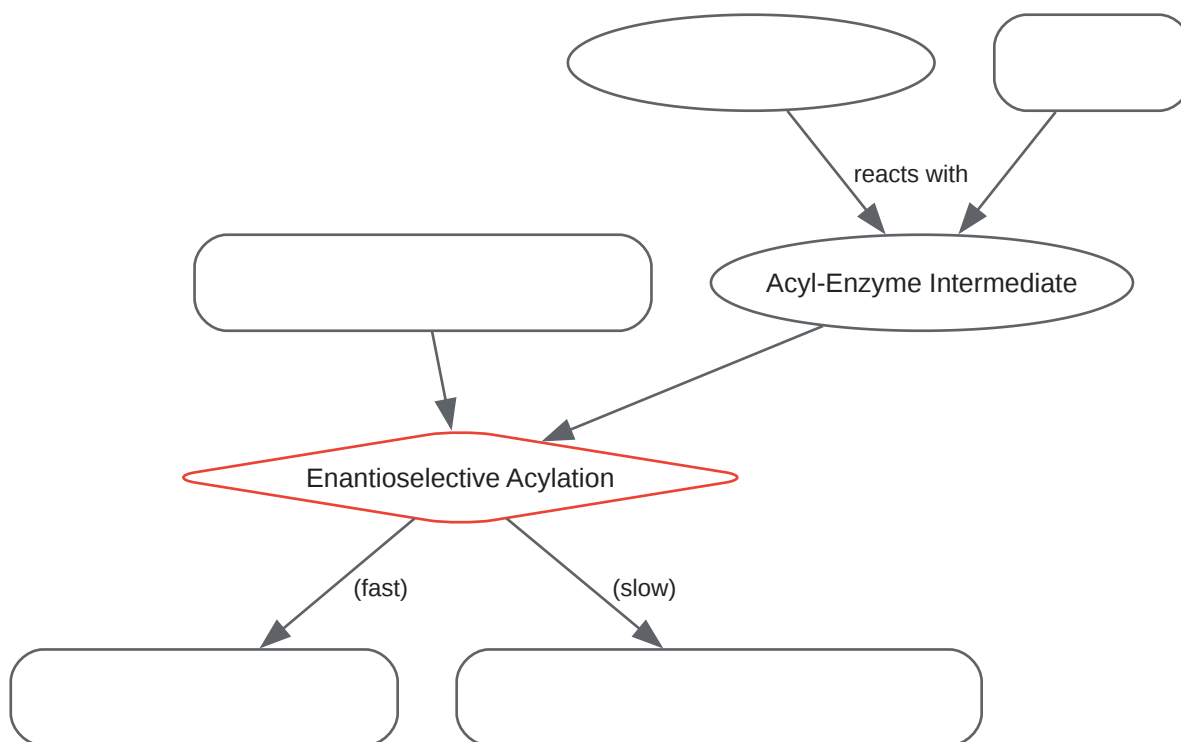 reacts with
Acyl-Enzyme Intermediate
Enantioselective Acylation
(fast)
(slow)